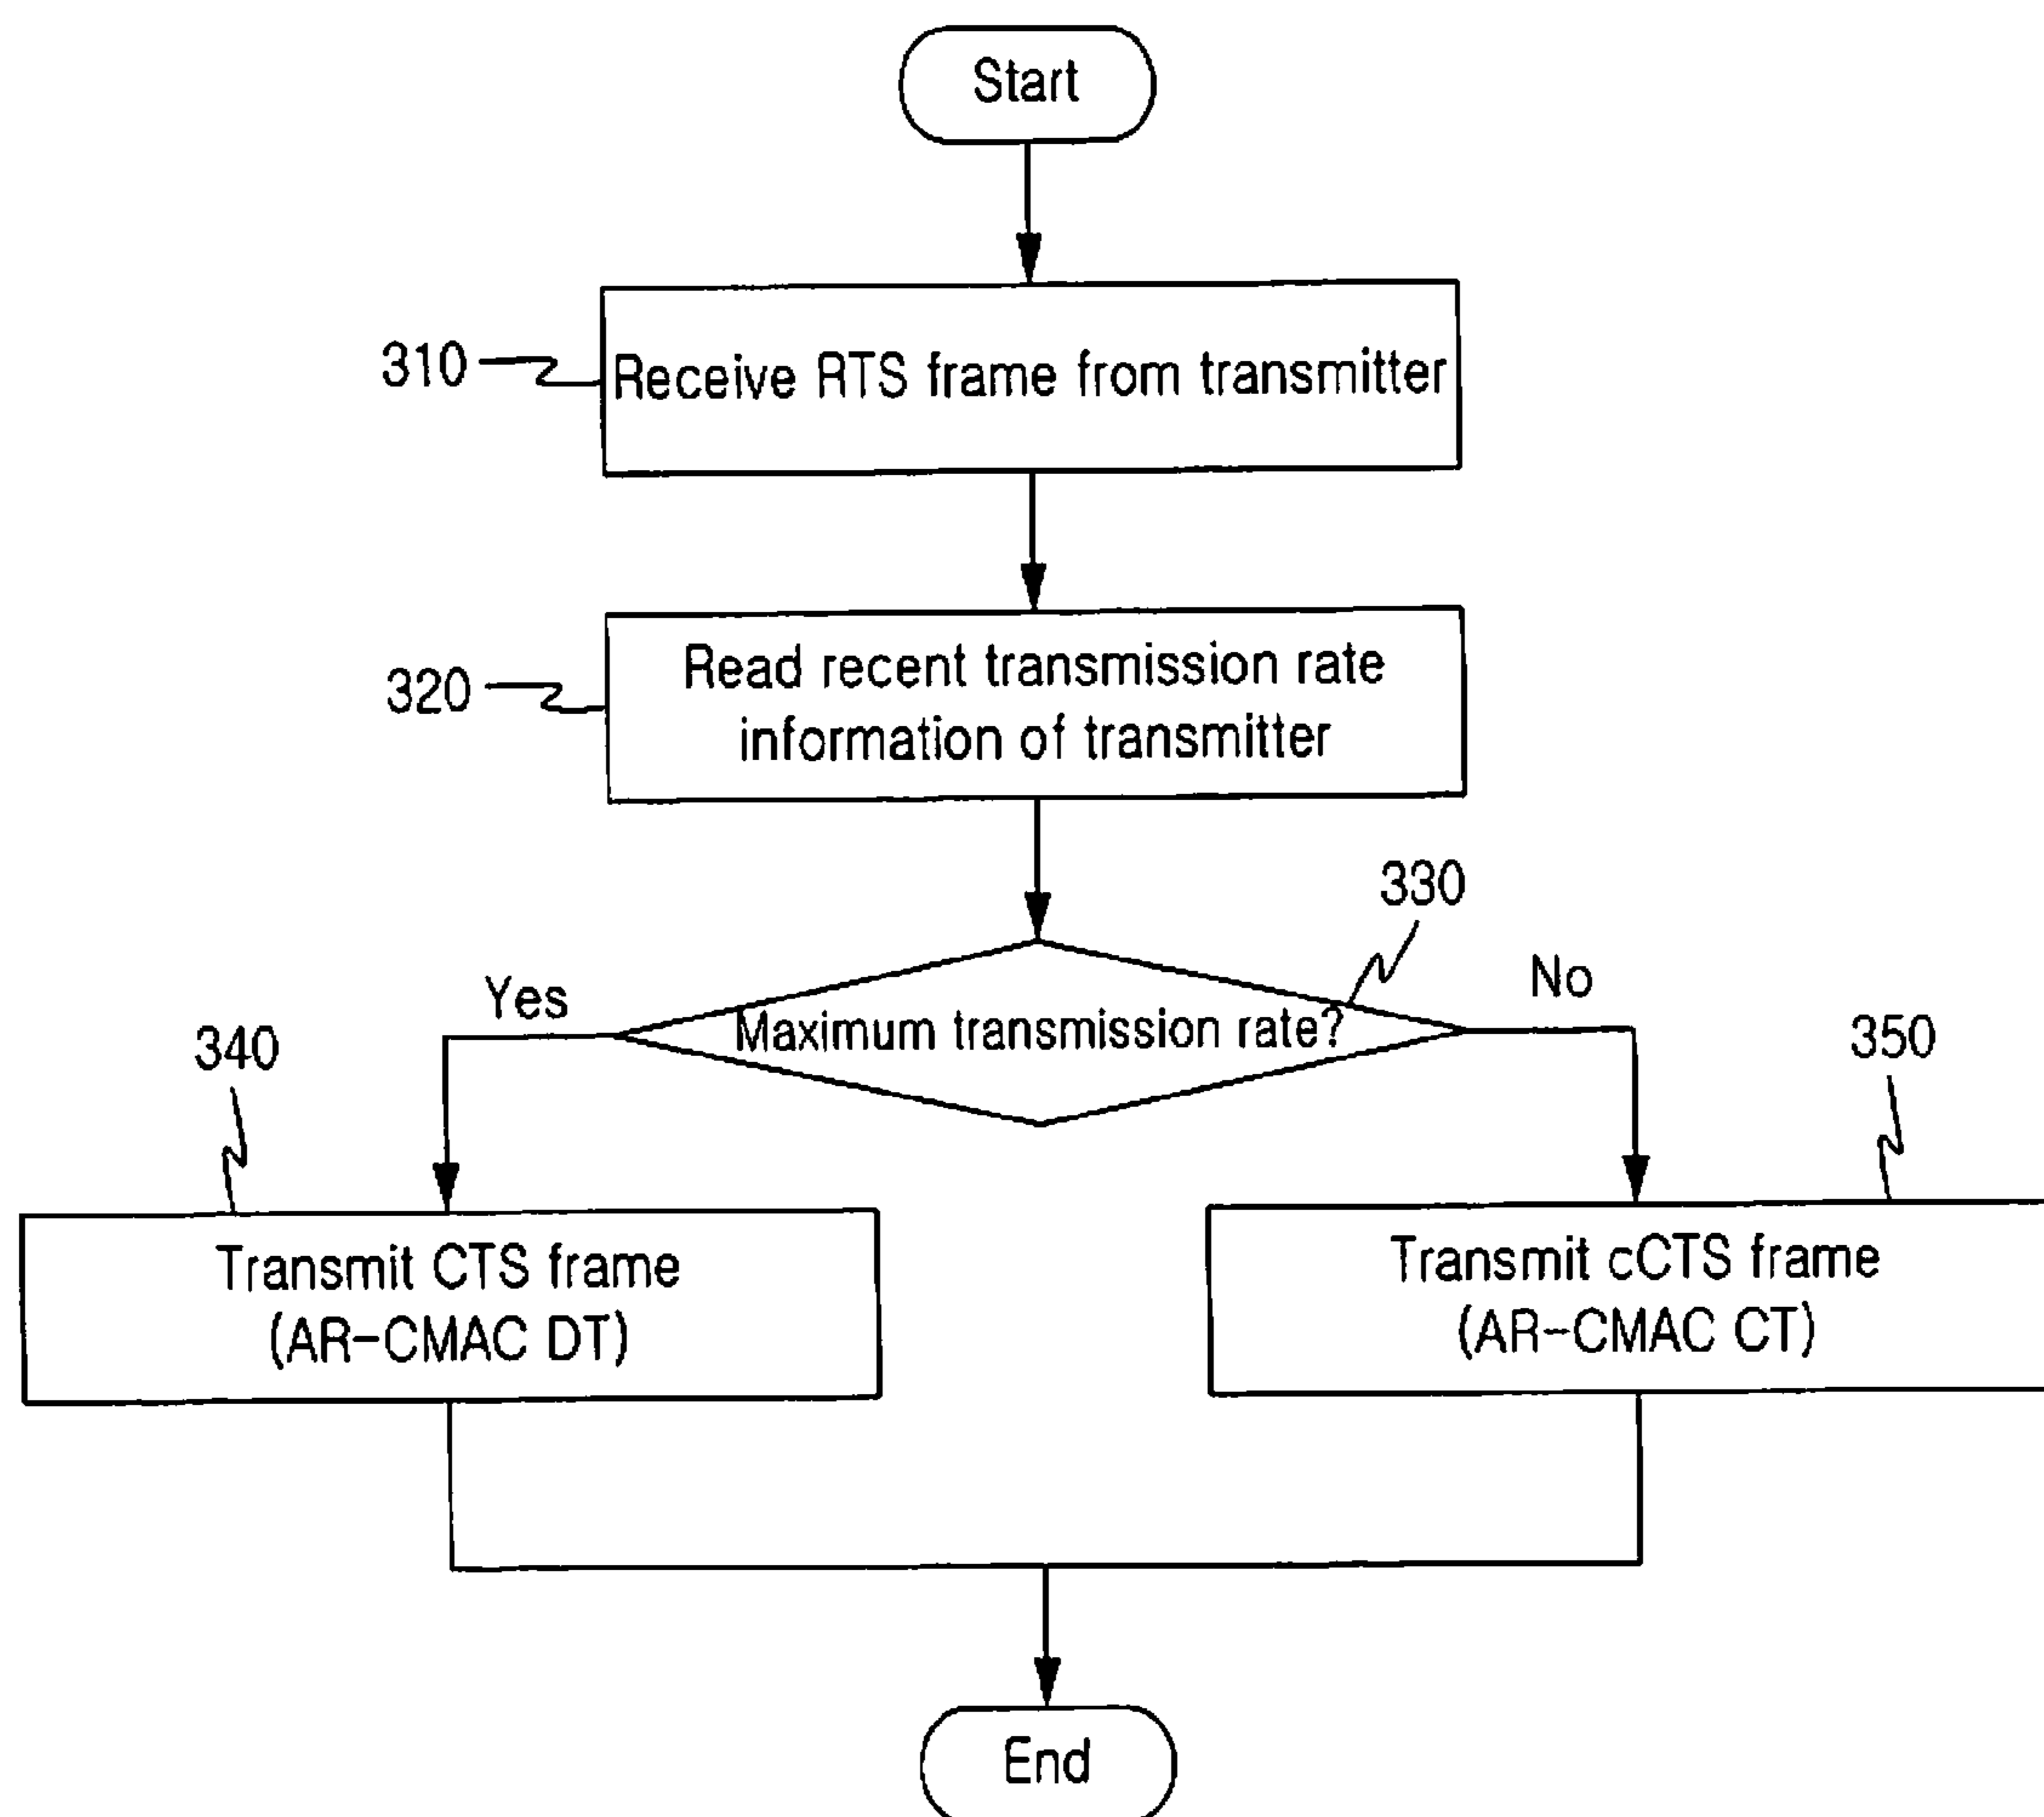 Start
310
Receive RTS frame from transmitter
320
Read recent transmission rate
information of transmitter
330
Yes
No
Maximum transmission rate?
340
350
Transmit CTS frame
(AR-CMAC DT)
Transmit cCTS frame
(AR-CMAC CT)
End